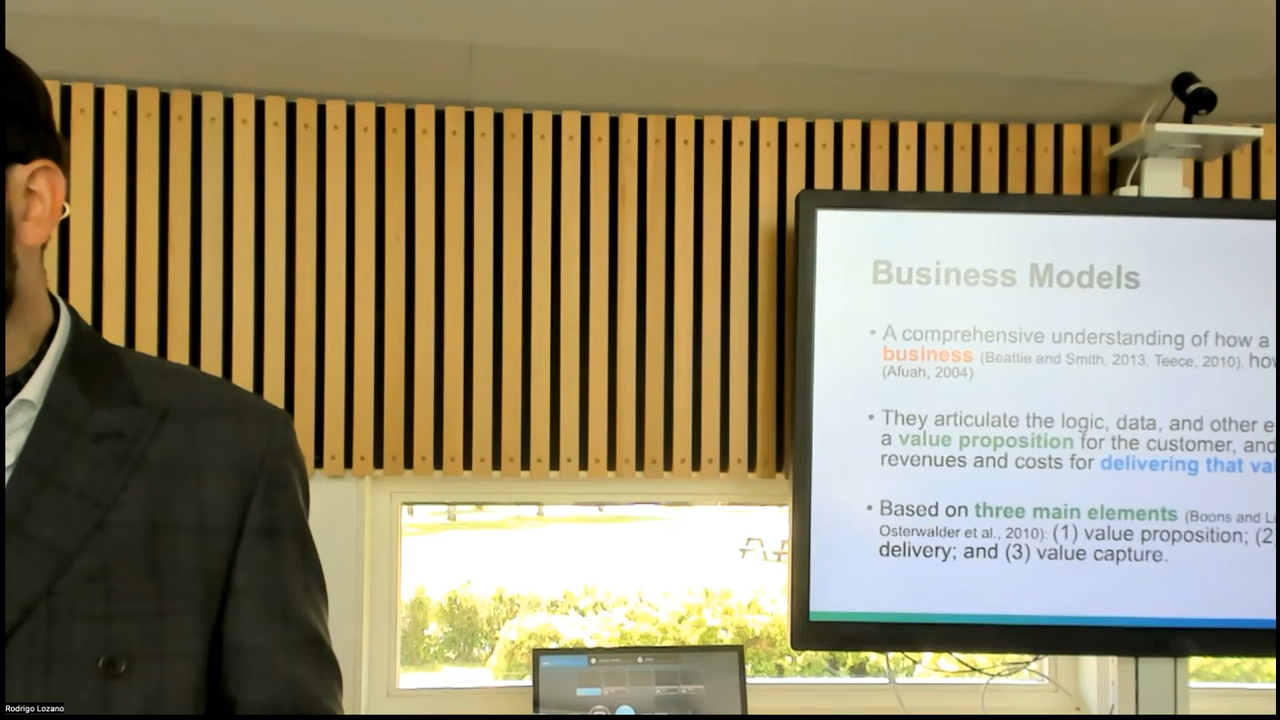 Business Models
• A comprehensive understanding of how a
business (Beattie and Smith, 2013, Teece, 2010), how
(Afuah, 2004)
• They articulate the logic, data, and other e
a value proposition for the customer, and
revenues and costs for delivering that va
• Based on three main elements (Boons and L
Osterwalder et al., 2010): (1) value proposition; (2
delivery; and (3) value capture.
Rodrigo Lozano